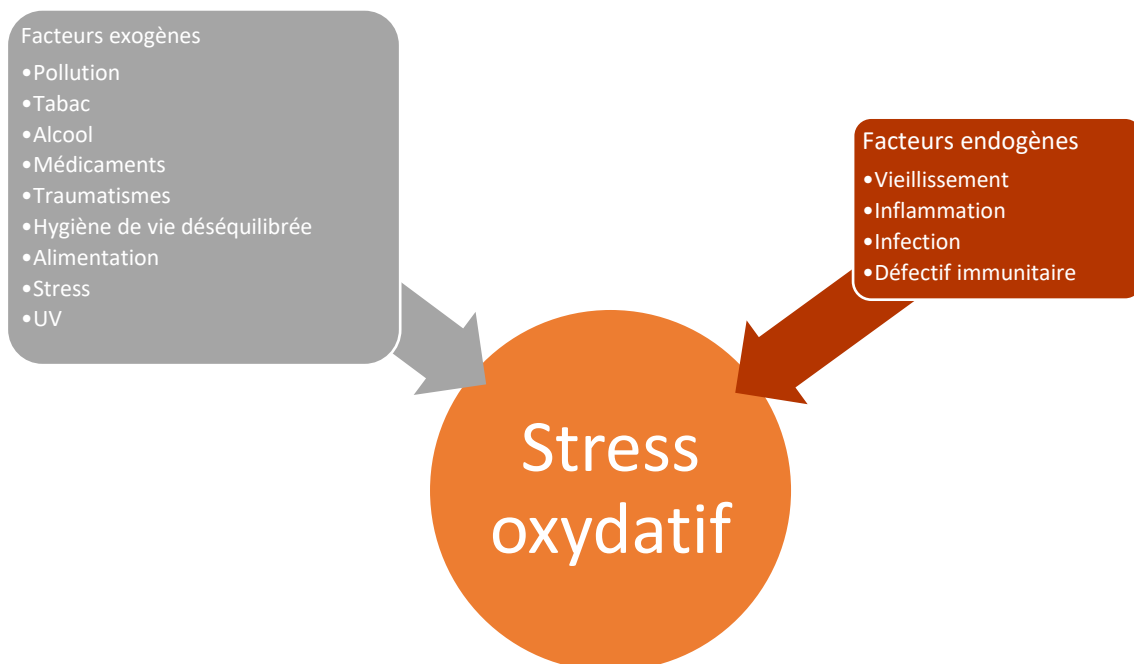 Facteurs exogènes
•Pollution
•Tabac
•Alcool
•Médicaments
•Traumatismes
•Hygiène de vie déséquilibrée
•Alimentation
•Stress
•UV
Facteurs endogènes
•Vieillissement
•Inflammation
•Infection
•Défectif immunitaire
Stress
oxydatif